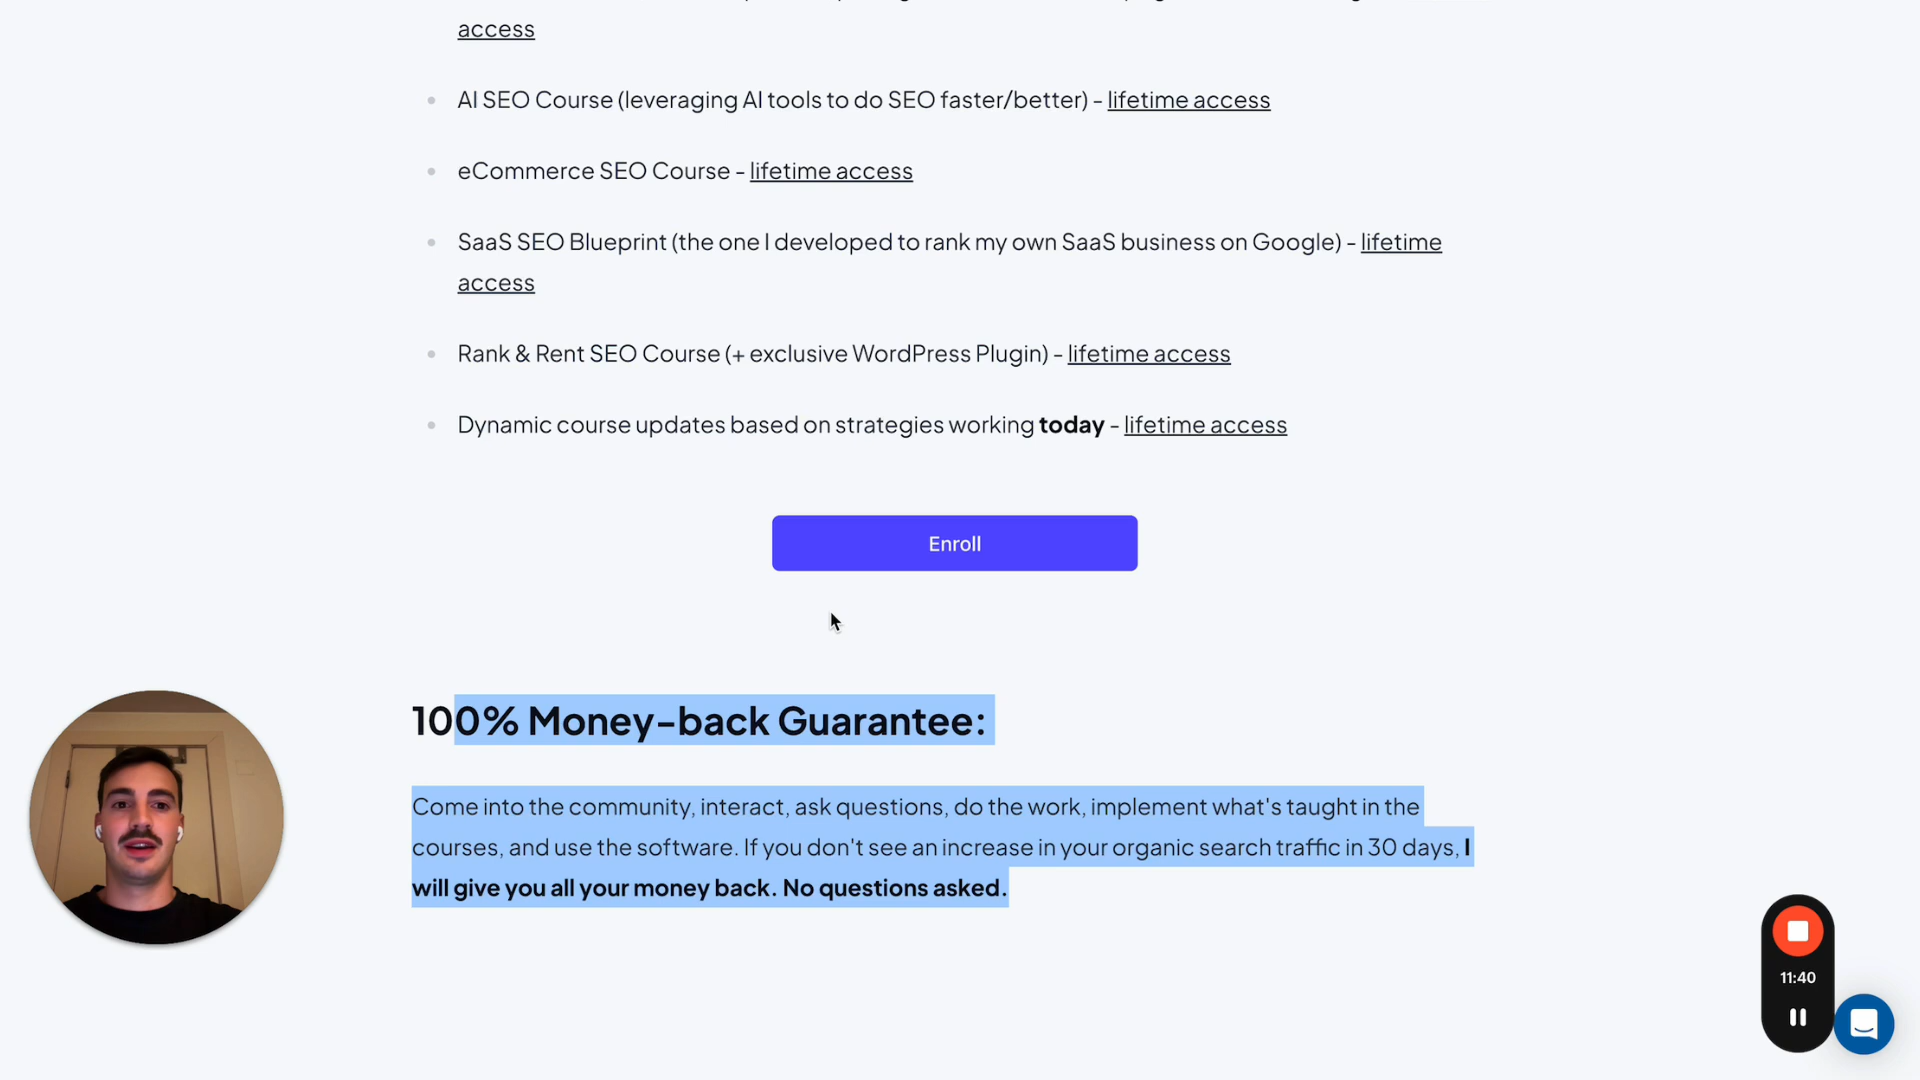 access
AI SEO Course (leveraging AI tools to do SEO faster/better) - lifetime access
eCommerce SEO Course - lifetime access
SaaS SEO Blueprint (the one I developed to rank my own SaaS business on Google) - lifetime
access
Rank & Rent SEO Course (+ exclusive WordPress Plugin) - lifetime access
Dynamic course updates based on strategies working today - lifetime access
Enroll
100% Money-back Guarantee:
Come into the community, interact, ask questions, do the work, implement what's taught in the
courses, and use the software. If you don't see an increase in your organic search traffic in 30 days, I
will give you all your money back. No questions asked.
11:40